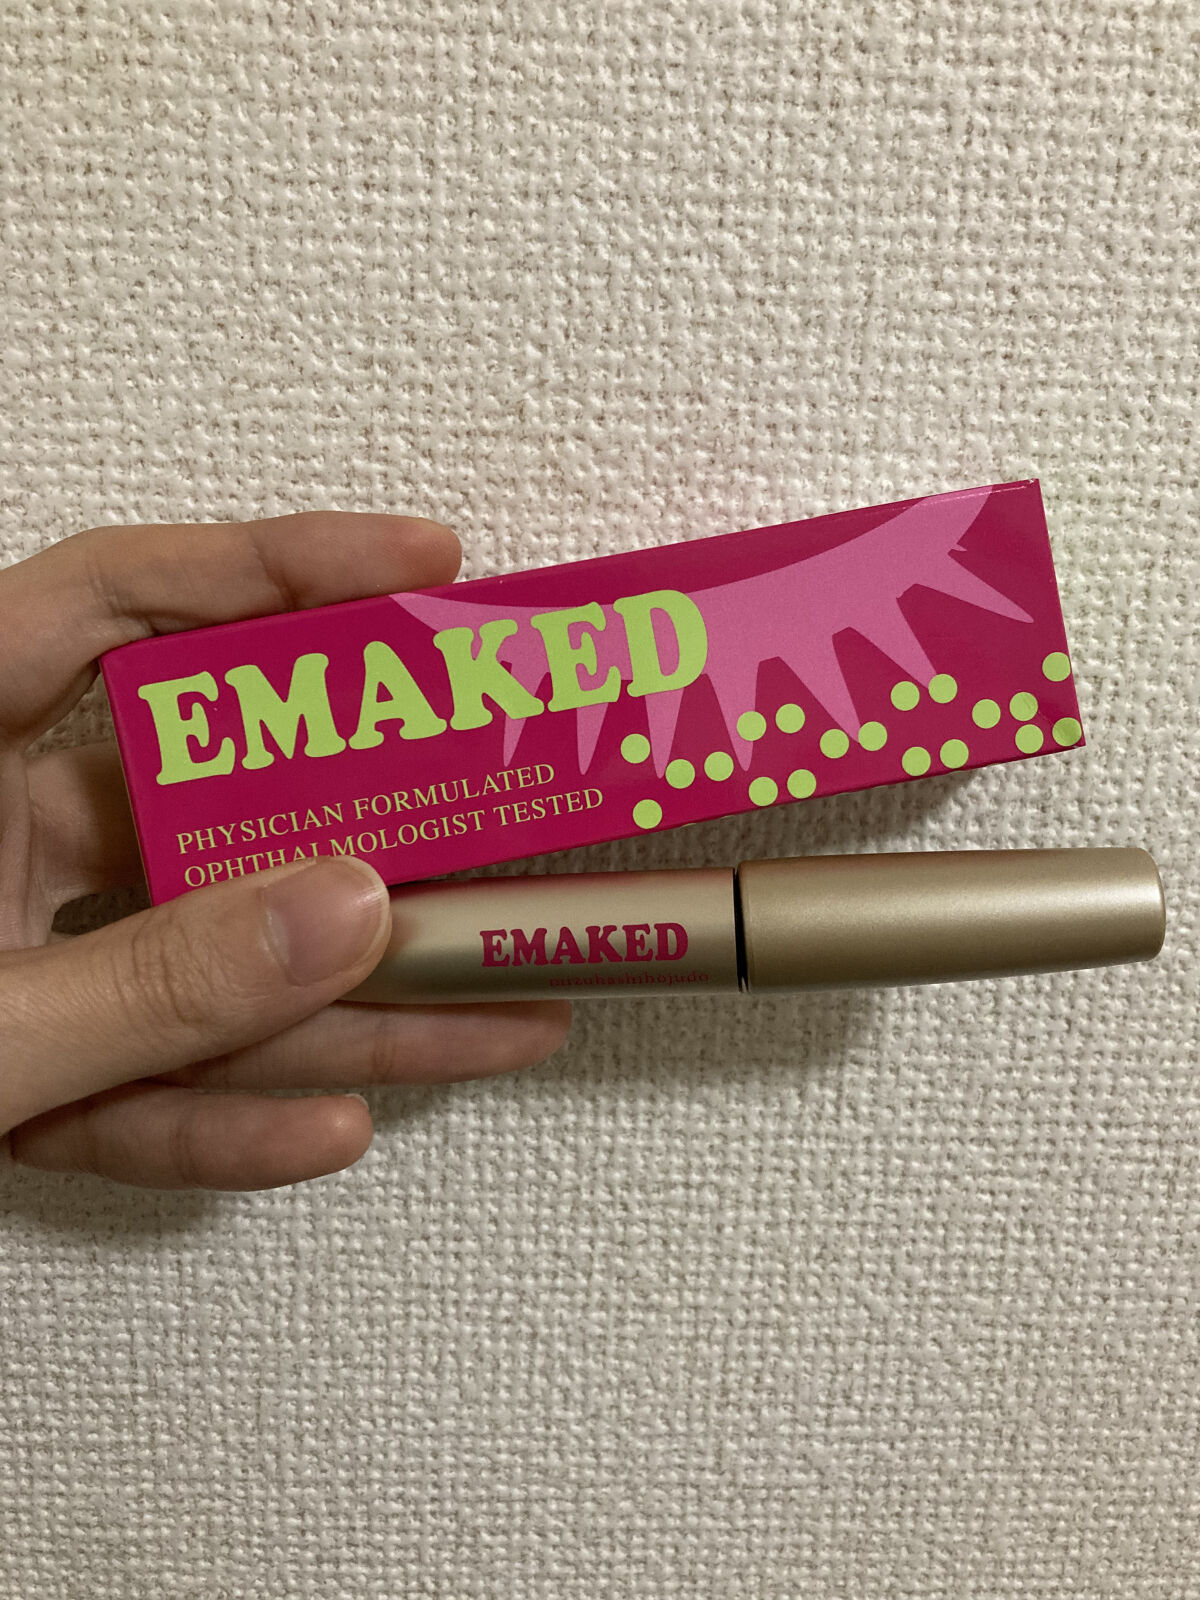 EMAKED
PHYSICIAN FORMULATED
OPHTHALMOLOGIST TESTED
EMAKED
mizuhashihojudo